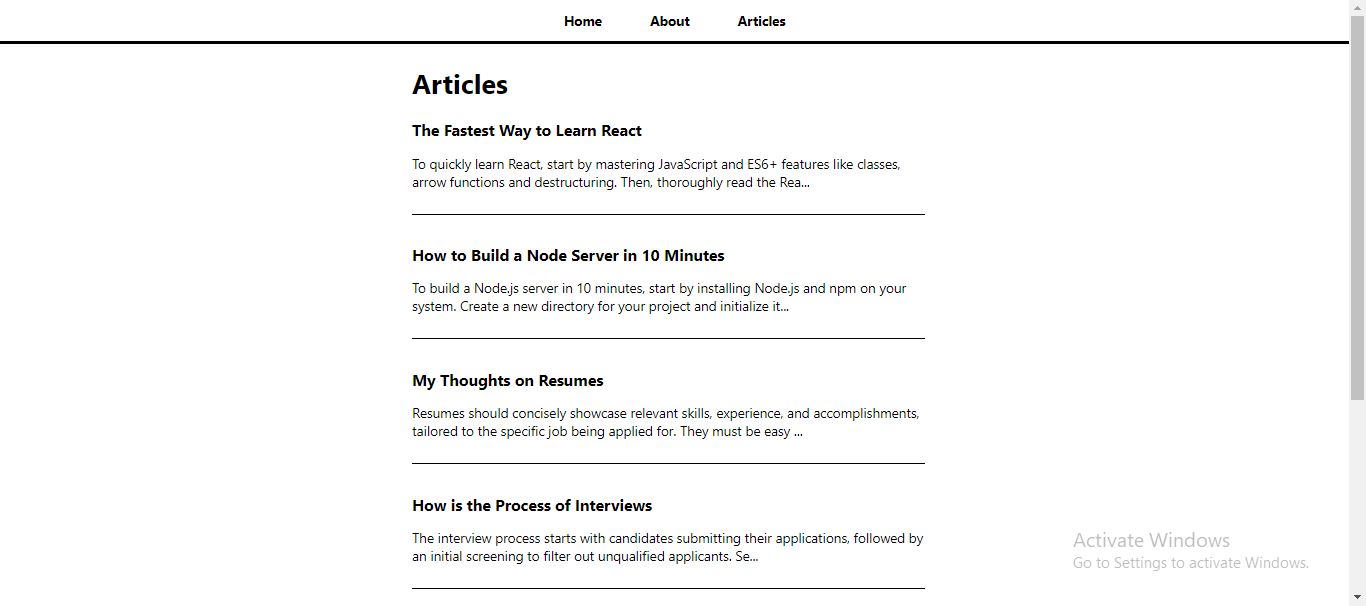 Home About Articles
Articles
The Fastest Way to Learn React
To quickly learn React, start by mastering JavaScript and ES6+ features like classes,
arrow functions and destructuring. Then, thoroughly read the Rea...
How to Build a Node Server in 10 Minutes
To build a Node.js server in 10 minutes, start by installing Node.js and npm on your
system. Create a new directory for your project and initialize it...
My Thoughts on Resumes
Resumes should concisely showcase relevant skills, experience, and accomplishments,
tailored to the specific job being applied for. They must be easy ...
How is the Process of Interviews
The interview process starts with candidates submitting their applications, followed by
an initial screening to filter out unqualified applicants. Se...
Activate Windows
Go to Settings to activate Windows.